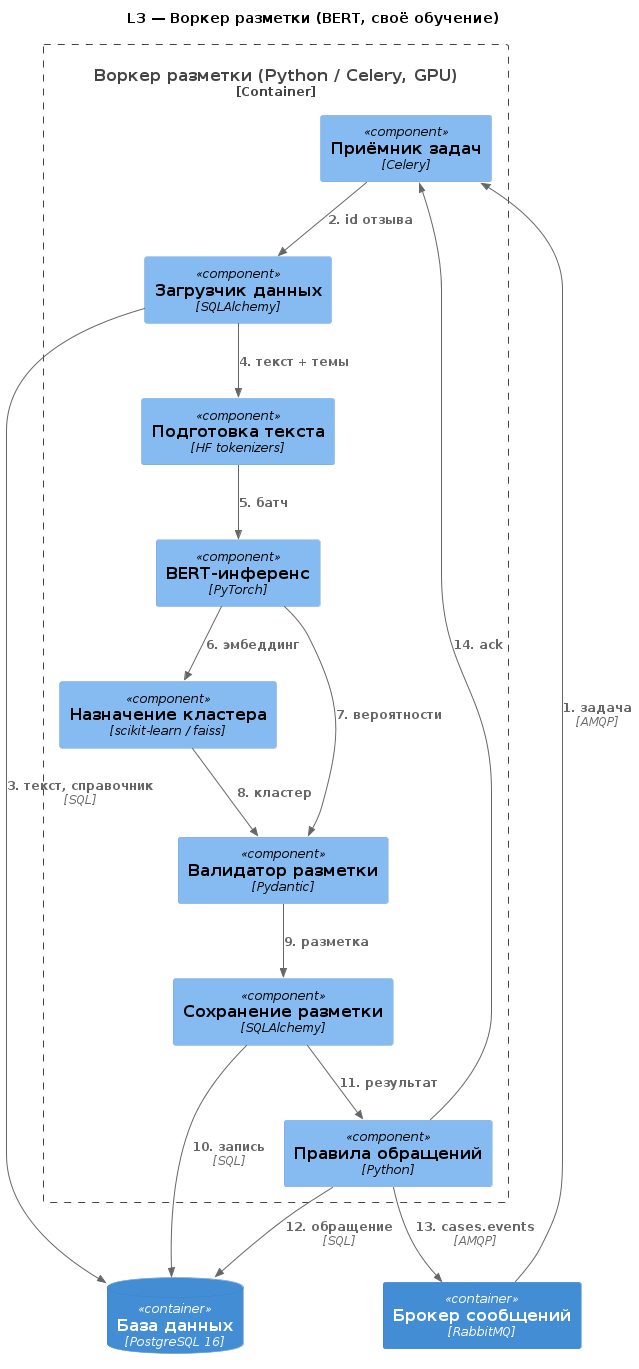 L3 — Воркер разметки (BERT, своё обучение)
Воркер разметки (Python / Celery, GPU)
[Container]
«component»
Приёмник задач
[Celery]
2. id отзыва
«component»
Загрузчик данных
[SQLAlchemy]
4. текст + темы
«component»
Подготовка текста
[HF tokenizers]
5. батч
«component»
BERT-инференс
[PyTorch]
6. эмбеддинг
14. ack
«component»
Назначение кластера
[scikit-learn / faiss]
7. вероятности
1. задача
[AMQP]
3. текст, справочник
[SQL]
8. кластер
«component»
Валидатор разметки
[Pydantic]
9. разметка
«component»
Сохранение разметки
[SQLAlchemy]
11. результат
10. запись
[SQL]
«component»
Правила обращений
[Python]
12. обращение
[SQL]
13. cases.events
[AMQP]
«container»
База данных
[PostgreSQL 16]
«container»
Брокер сообщений
[RabbitMQ]